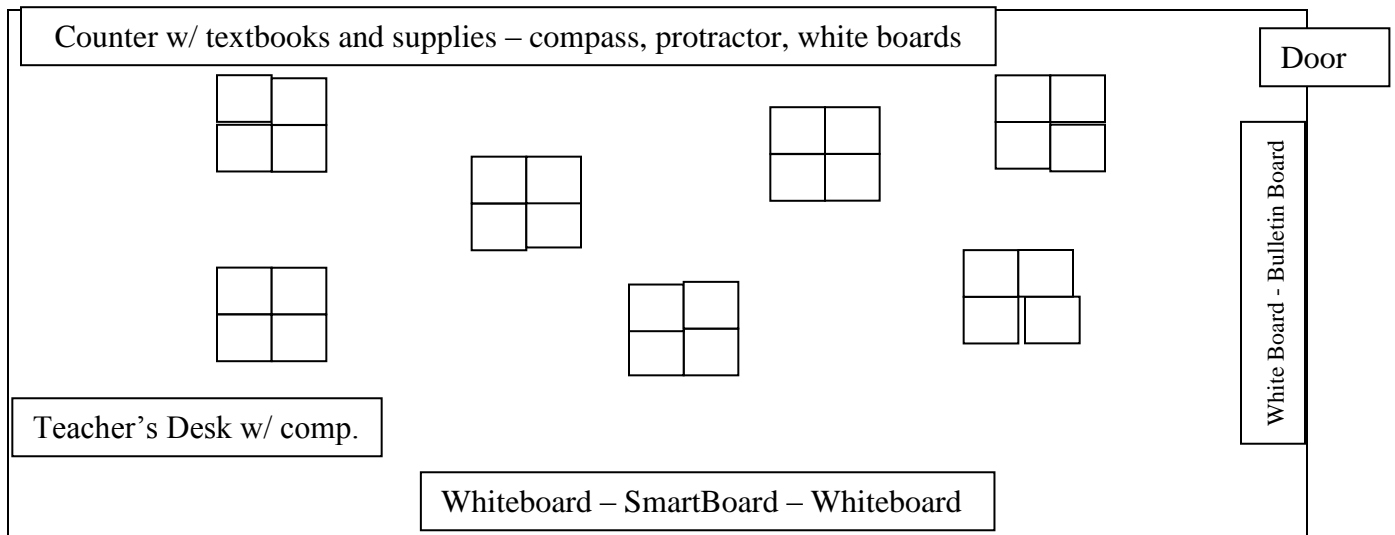 Counter w/ textbooks and supplies – compass, protractor, white boards
Door
White Board - Bulletin Board
Teacher’s Desk w/ comp.
Whiteboard – SmartBoard – Whiteboard